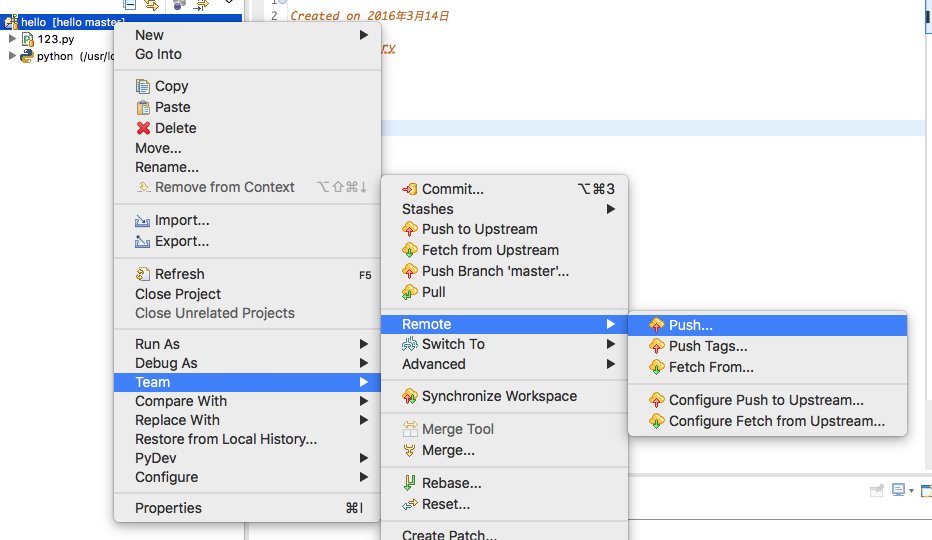 hello [hello master]
123.py
python (/usr/lo
1
2
Created on 2016年3月14日
ry
New
Go Into
Copy
Paste
Delete
Move...
Rename...
Remove from Context ⌥⇧⌘↓
Import...
Export...
Refresh F5
Close Project
Close Unrelated Projects
Run As
Debug As
Team
Compare With
Replace With
Restore from Local History...
PyDev
Configure
Properties ⌘I
Commit... ⌥⌘3
Stashes
Push to Upstream
Fetch from Upstream
Push Branch 'master'...
Pull
Remote
Switch To
Advanced
Synchronize Workspace
Merge Tool
Merge...
Rebase...
Reset...
Create Patch...
Push...
Push Tags...
Fetch From...
Configure Push to Upstream...
Configure Fetch from Upstream...